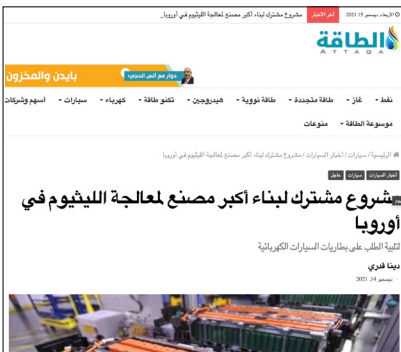 الأربعاء, ديسمبر 15 2021 أخر الأخبار مشروع مشترك لبناء أكبر مصنع لمعالجة الليثيوم في أوروبا
الطاقة
ATTAQA
حوار مع أنس الحجي:
بايدن والمخزون
نفط غاز طاقة متجددة طاقة نووية هيدروجين تكنو طاقة كهرباء سيارات أسهم وشركات
موسوعة الطاقة منوعات
الرئيسية / سيارات / أخبار السيارات / مشروع مشترك لبناء أكبر مصنع لمعالجة الليثيوم في أوروبا
أخبار السيارات سيارات عاجل
شروع مشترك لبناء أكبر مصنع لمعالجة الليثيوم في
أوروبا
لتلبية الطلب على بطاريات السيارات الكهربائية
دينا قدري
ديسمبر 14, 2021